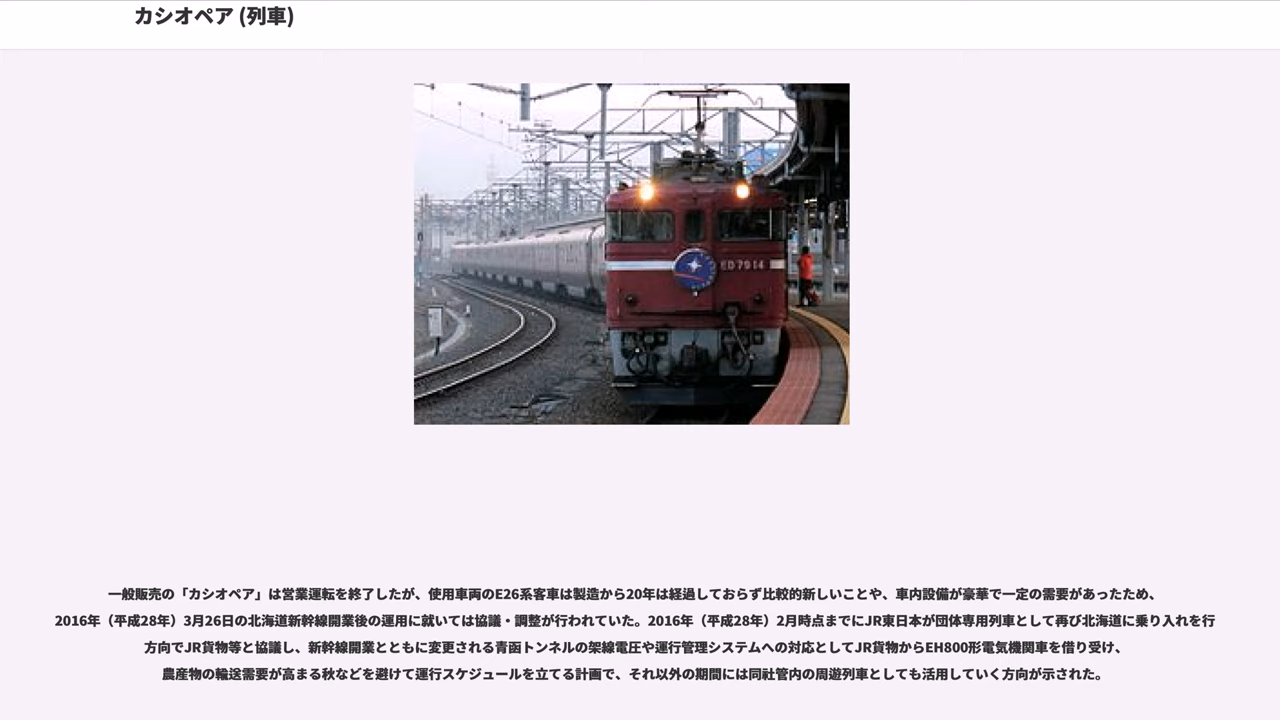 カシオペア (列車)
ED79 14
一般販売の「カシオペア」は営業運転を終了したが、使用車両のE26系客車は製造から20年は経過しておらず比較的新しいことや、車内設備が豪華で一定の需要があったため、
2016年（平成28年）3月26日の北海道新幹線開業後の運用に就いては協議・調整が行われていた。2016年（平成28年）2月時点までにJR東日本が団体専用列車として再び北海道に乗り入れを行
方向でJR貨物等と協議し、新幹線開業とともに変更される青函トンネルの架線電圧や運行管理システムへの対応としてJR貨物からEH800形電気機関車を借り受け、
農産物の輸送需要が高まる秋などを避けて運行スケジュールを立てる計画で、それ以外の期間には同社管内の周遊列車としても活用していく方向が示された。